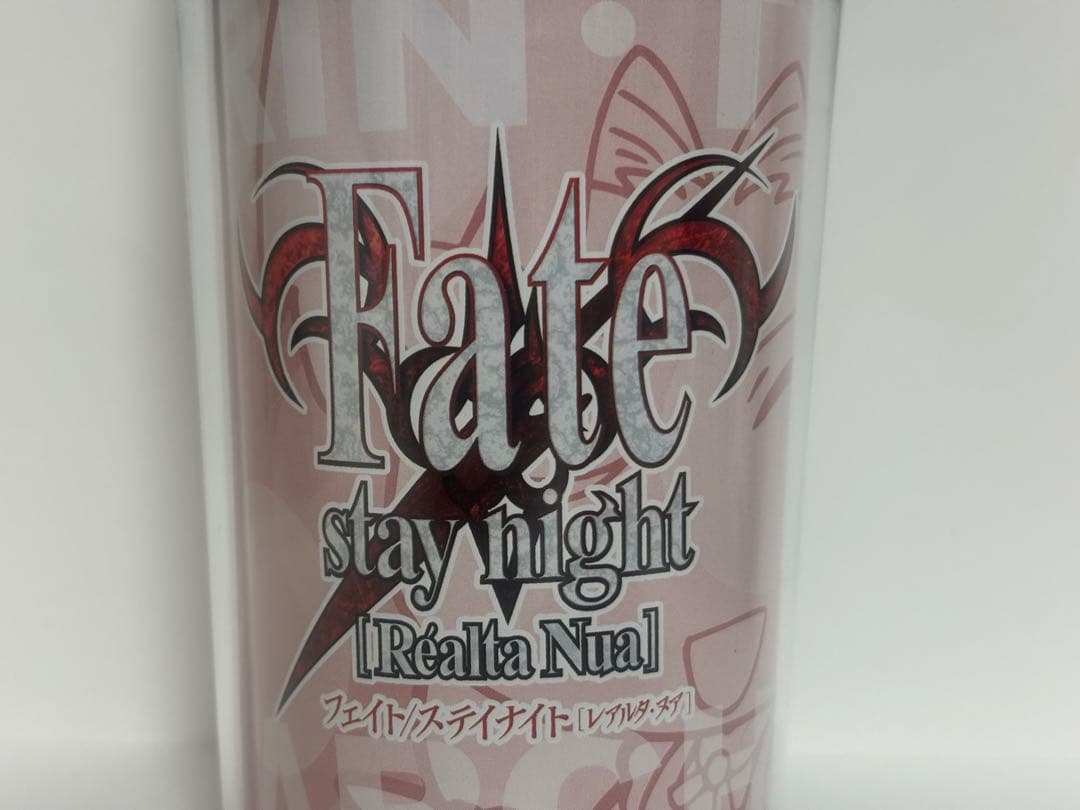 Fate
stay night
[Réalta Nua]
フェイト/ステイナイト[レアルタ・ヌア]